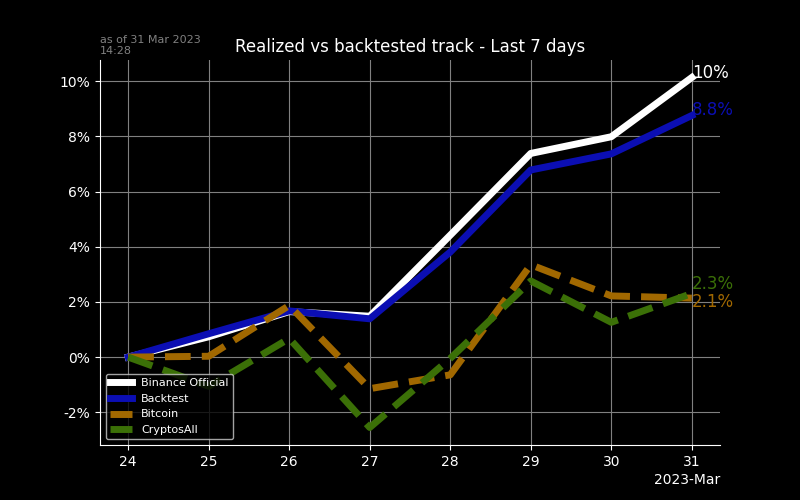 as of 31 Mar 2023
14:28
Realized vs backtested track - Last 7 days
10%
8%
6%
4%
2%
0%
-2%
10%
8.8%
2.3%
2.1%
Binance Official
Backtest
Bitcoin
CryptosAll
24 25 26 27 28 29 30 31
2023-Mar